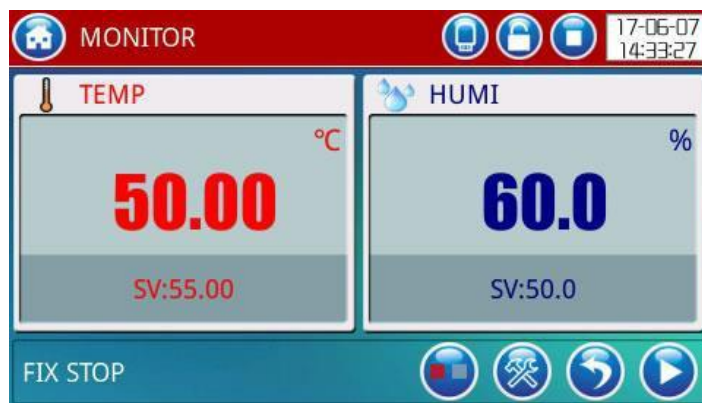 MONITOR
17-06-07
14:33:27
TEMP
HUMI
℃
%
50.00
60.0
SV:55.00
SV:50.0
FIX STOP